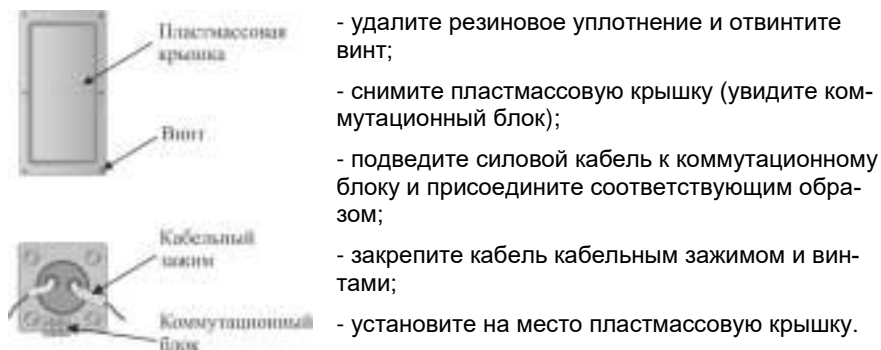 Пластмассовая
крышка
Винт
Кабельный
зажим
Коммутационный
блок
- удалите резиновое уплотнение и отвинтите
винт;
- снимите пластмассовую крышку (увидите ком-
мутационный блок);
- подведите силовой кабель к коммутационному
блоку и присоедините соответствующим обра-
зом;
- закрепите кабель кабельным зажимом и вин-
тами;
- установите на место пластмассовую крышку.